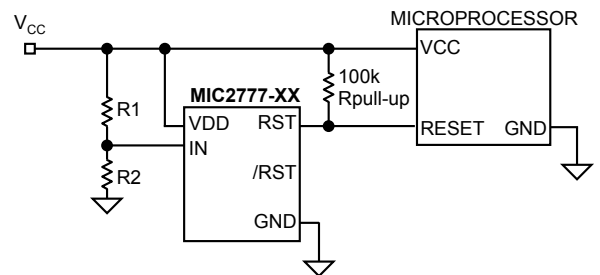 MICROPROCESSOR
VCC
VCC
100k
Rpull-up
MIC2777-XX
R1
VDD
RST
RESET
GND
IN
R2
/RST
GND